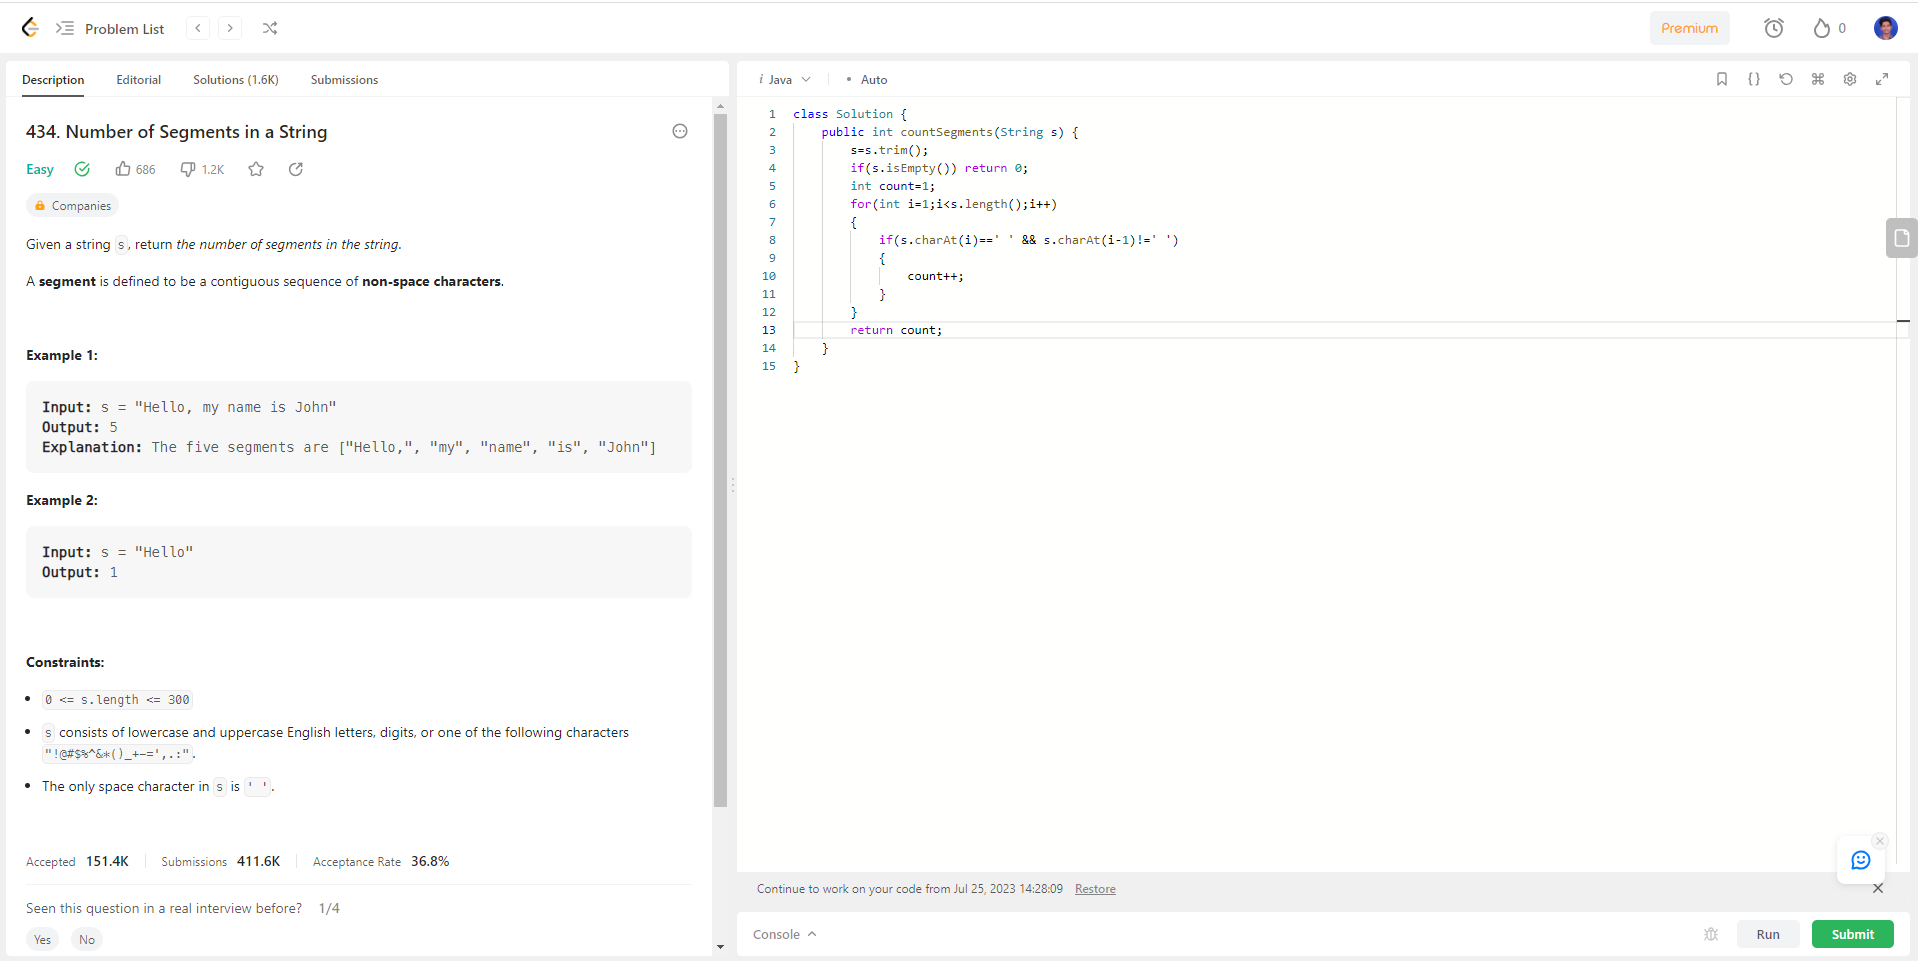 Problem List
Premium
0
Description Editorial Solutions (1.6K) Submissions
434. Number of Segments in a String
Easy 686 1.2K
Companies
Given a string s, return the number of segments in the string.
A segment is defined to be a contiguous sequence of non-space characters.
Example 1:
Input: s = "Hello, my name is John"
Output: 5
Explanation: The five segments are ["Hello,", "my", "name", "is", "John"]
Example 2:
Input: s = "Hello"
Output: 1
Constraints:
0 <= s.length <= 300
s consists of lowercase and uppercase English letters, digits, or one of the following characters
"!@#$%^&*()_+-=',.:".
The only space character in s is ' '.
Accepted 151.4K Submissions 411.6K Acceptance Rate 36.8%
Seen this question in a real interview before? 1/4
Yes No
i Java • Auto
{}
1 class Solution {
2 public int countSegments(String s) {
3 s=s.trim();
4 if(s.isEmpty()) return 0;
5 int count=1;
6 for(int i=1;i<s.length();i++)
7 {
8 if(s.charAt(i)==' ' && s.charAt(i-1)!=' ')
9 {
10 count++;
11 }
12 }
13 return count;
14 }
15 }
Continue to work on your code from Jul 25, 2023 14:28:09 Restore
Console
Run Submit